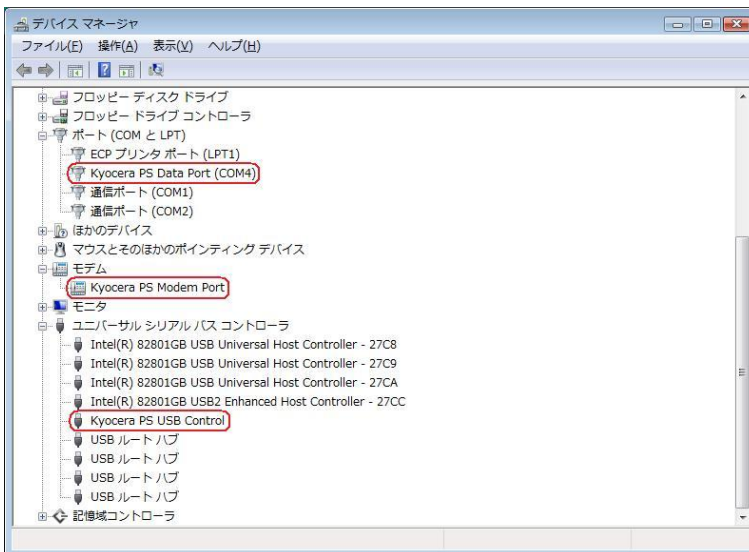 デバイス マネージャ
ファイル(F) 操作(A) 表示(V) ヘルプ(H)
フロッピー ディスク ドライブ
フロッピー ドライブ コントローラ
ポート (COM と LPT)
ECP プリンタ ポート (LPT1)
Kyocera PS Data Port (COM4)
通信ポート (COM1)
通信ポート (COM2)
ほかのデバイス
マウスとそのほかのポインティング デバイス
モデム
Kyocera PS Modem Port
モニタ
ユニバーサル シリアル バス コントローラ
Intel(R) 82801GB USB Universal Host Controller - 27C8
Intel(R) 82801GB USB Universal Host Controller - 27C9
Intel(R) 82801GB USB Universal Host Controller - 27CA
Intel(R) 82801GB USB2 Enhanced Host Controller - 27CC
Kyocera PS USB Control
USB ルート ハブ
USB ルート ハブ
USB ルート ハブ
USB ルート ハブ
記憶域コントローラ